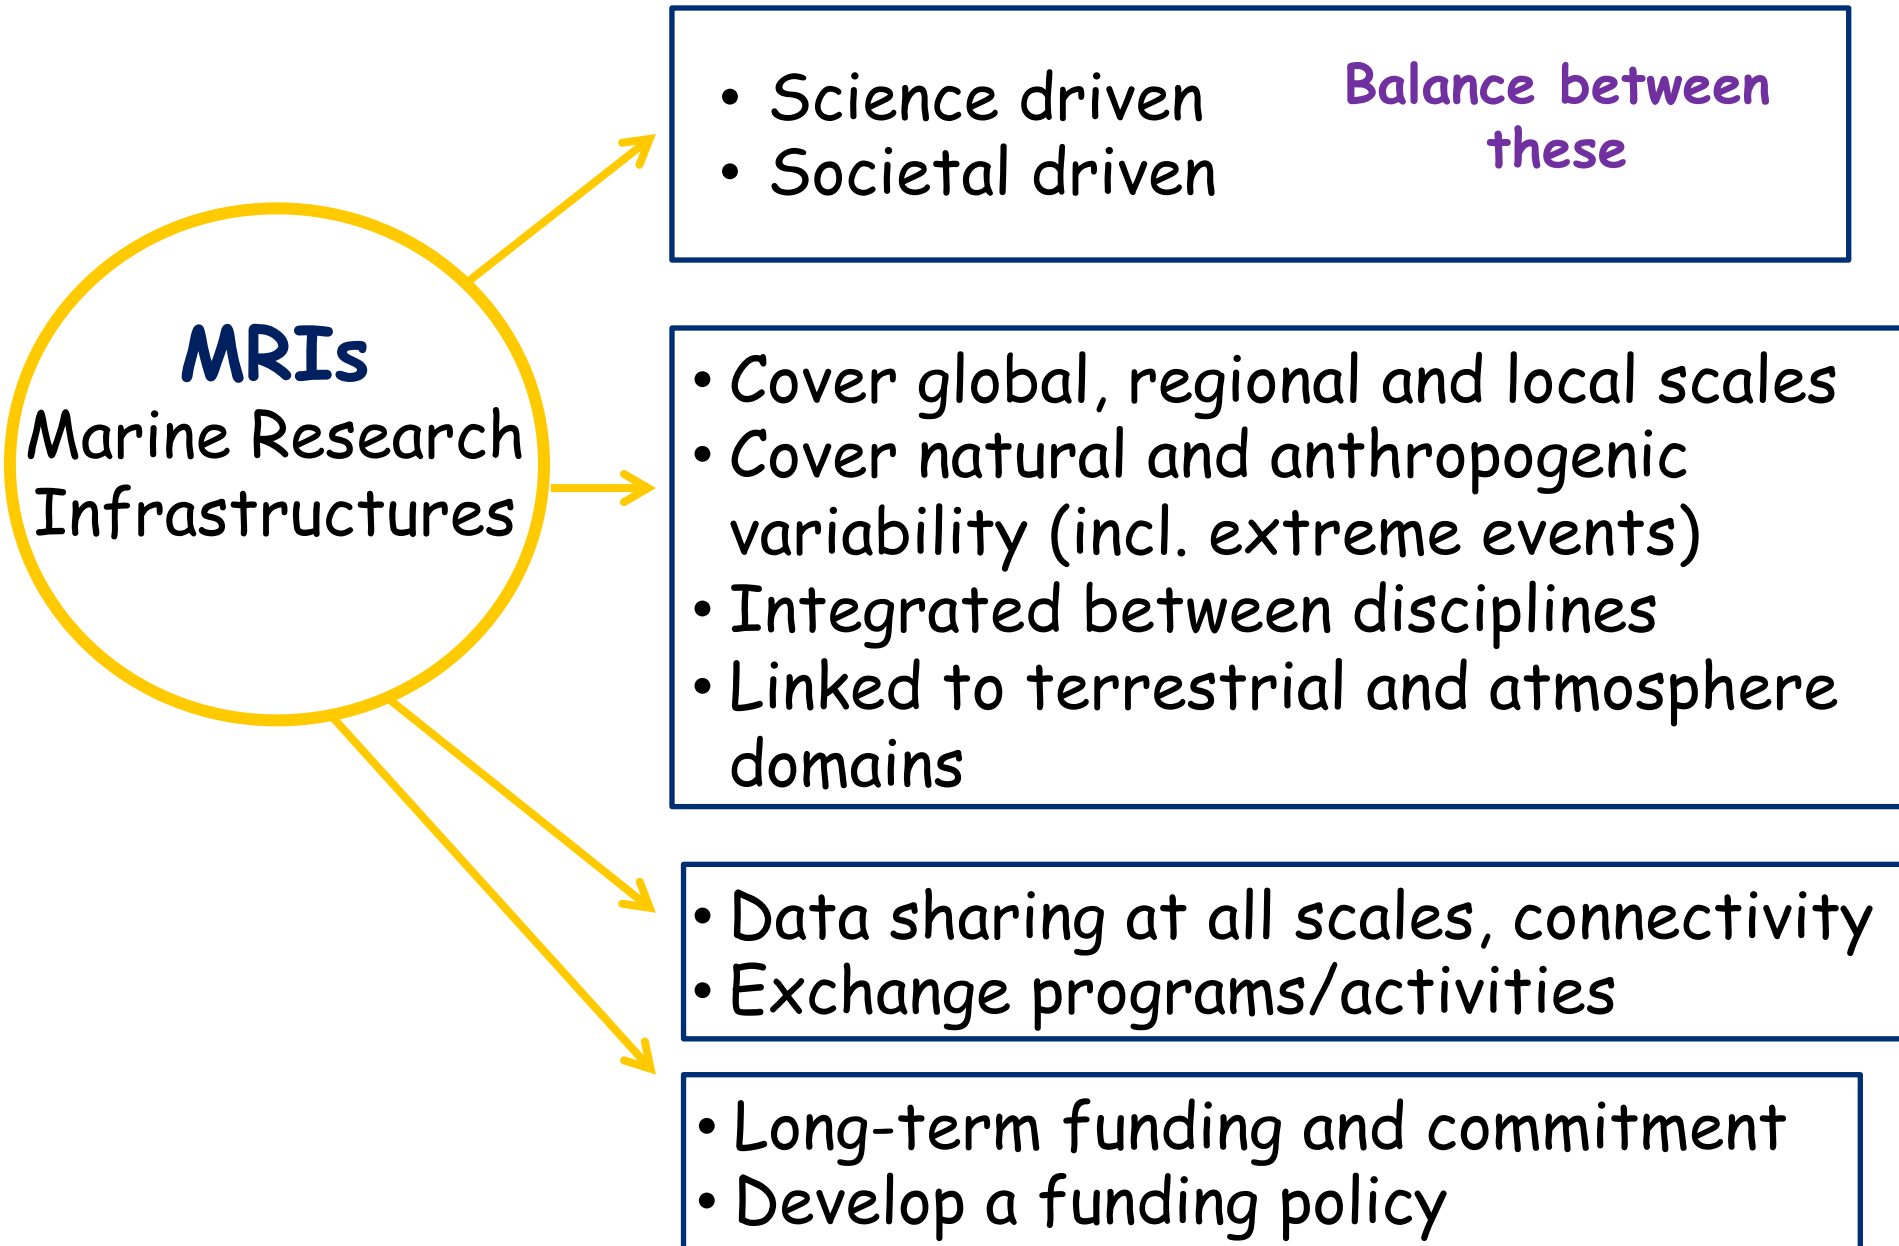 MRIs
Marine Research
Infrastructures
• Science driven
• Societal driven
Balance between
these
• Cover global, regional and local scales
• Cover natural and anthropogenic
variability (incl. extreme events)
• Integrated between disciplines
• Linked to terrestrial and atmosphere
domains
• Data sharing at all scales, connectivity
• Exchange programs/activities
• Long-term funding and commitment
• Develop a funding policy